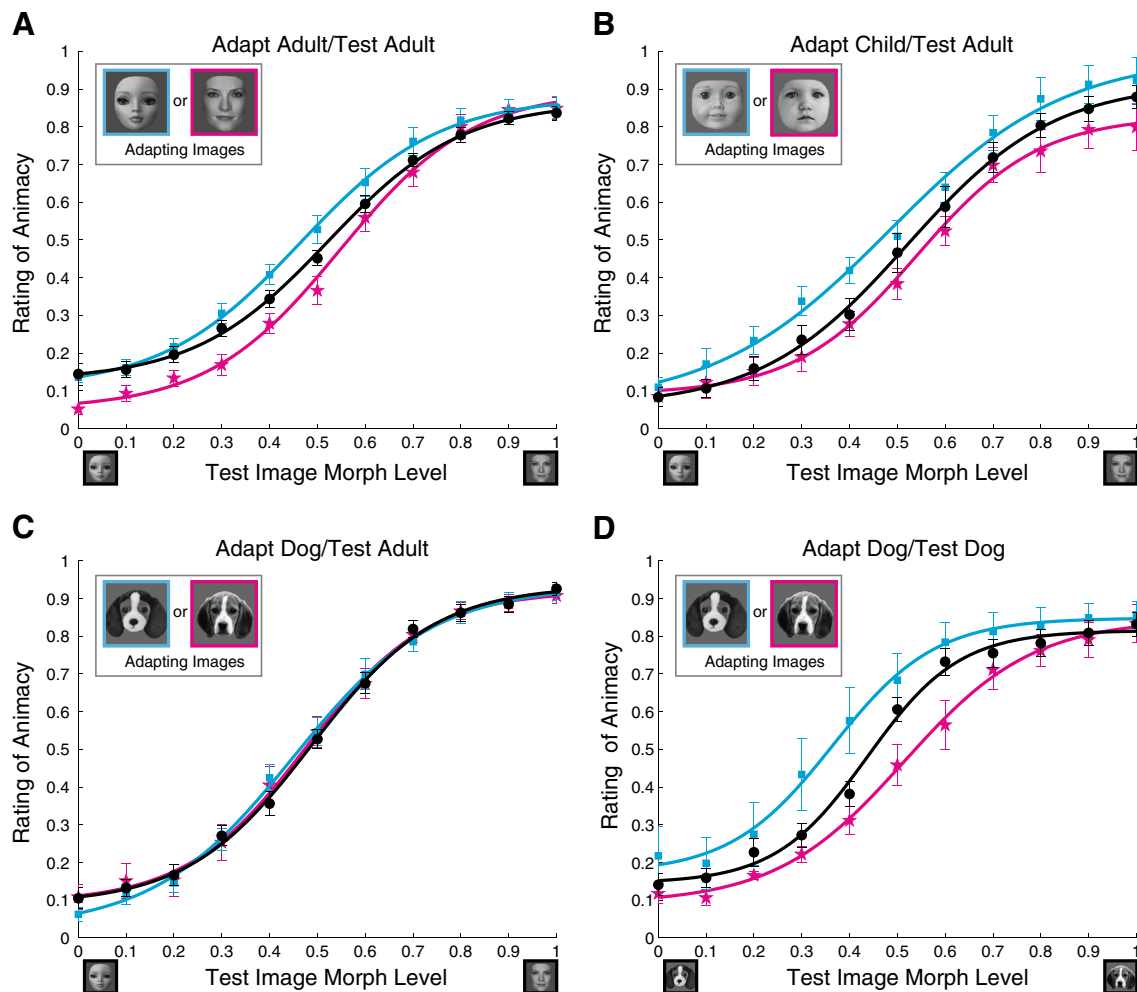 A
Adapt Adult/Test Adult
or
Adapting Images
Rating of Animacy
1
0.9
0.8
0.7
0.6
0.5
0.4
0.3
0.2
0.1
0
0 0.1 0.2 0.3 0.4 0.5 0.6 0.7 0.8 0.9 1
Test Image Morph Level
B
Adapt Child/Test Adult
or
Adapting Images
Rating of Animacy
1
0.9
0.8
0.7
0.6
0.5
0.4
0.3
0.2
0.1
0
0 0.1 0.2 0.3 0.4 0.5 0.6 0.7 0.8 0.9 1
Test Image Morph Level
C
Adapt Dog/Test Adult
or
Adapting Images
Rating of Animacy
1
0.9
0.8
0.7
0.6
0.5
0.4
0.3
0.2
0.1
0
0 0.1 0.2 0.3 0.4 0.5 0.6 0.7 0.8 0.9 1
Test Image Morph Level
D
Adapt Dog/Test Dog
or
Adapting Images
Rating of Animacy
1
0.9
0.8
0.7
0.6
0.5
0.4
0.3
0.2
0.1
0
0 0.1 0.2 0.3 0.4 0.5 0.6 0.7 0.8 0.9 1
Test Image Morph Level